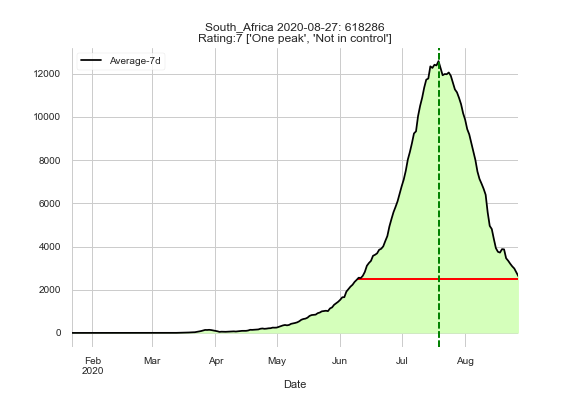 South_Africa 2020-08-27: 618286
Rating:7 ['One peak', 'Not in control']
Average-7d
12000
10000
8000
6000
4000
2000
0
Feb Mar Apr May Jun Jul Aug
2020
Date